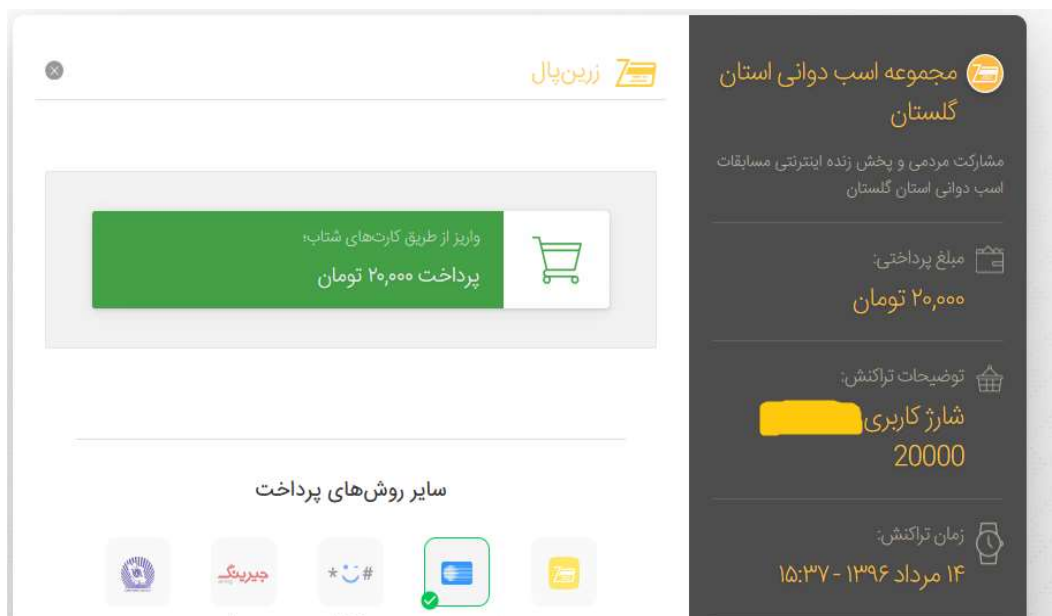 مجموعه اسب دوانی استان
گلستان
مشارکت مردمی و پخش زنده اینترنتی مسابقات
اسب دوانی استان گلستان
مبلغ پرداختی:
۲۰,۰۰۰ تومان
توضیحات تراکنش:
شارژ کاربری
20000
زمان تراکنش:
۱۴ مرداد ۱۳۹۶ - ۱۵:۳۷
زرین‌پال
واریز از طریق کارت‌های شتاب؛
پرداخت ۲۰,۰۰۰ تومان
سایر روش‌های پرداخت
* #
جیرینگ